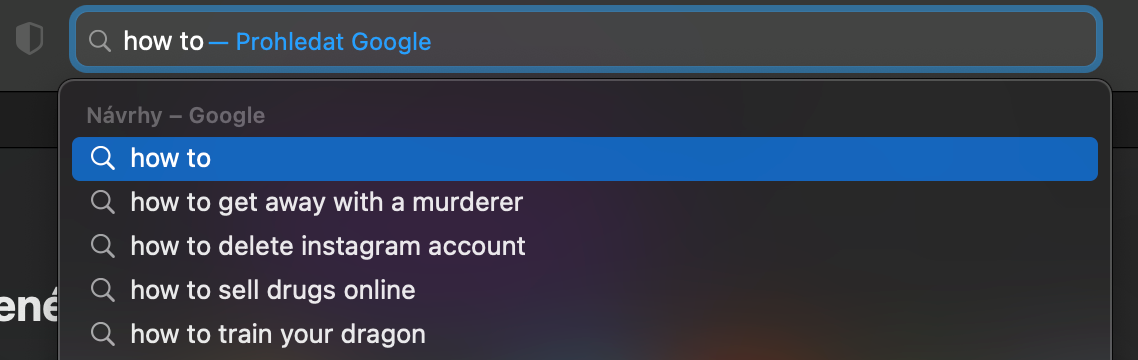 how to — Prohledat Google
Návrhy – Google
how to
how to get away with a murderer
how to delete instagram account
how to sell drugs online
ené
how to train your dragon